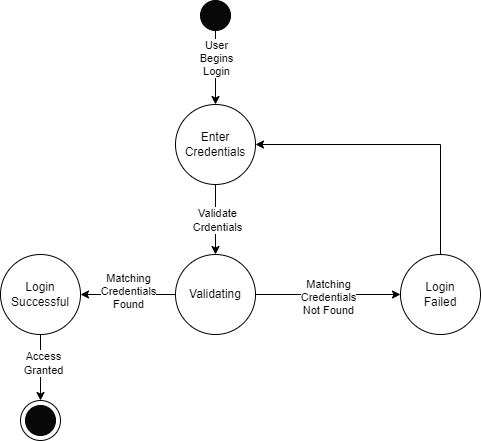 User
Begins
Login
Enter
Credentials
Validate
Crdentials
Login
Successful
Matching
Credentials
Found
Validating
Matching
Credentials
Not Found
Login
Failed
Access
Granted